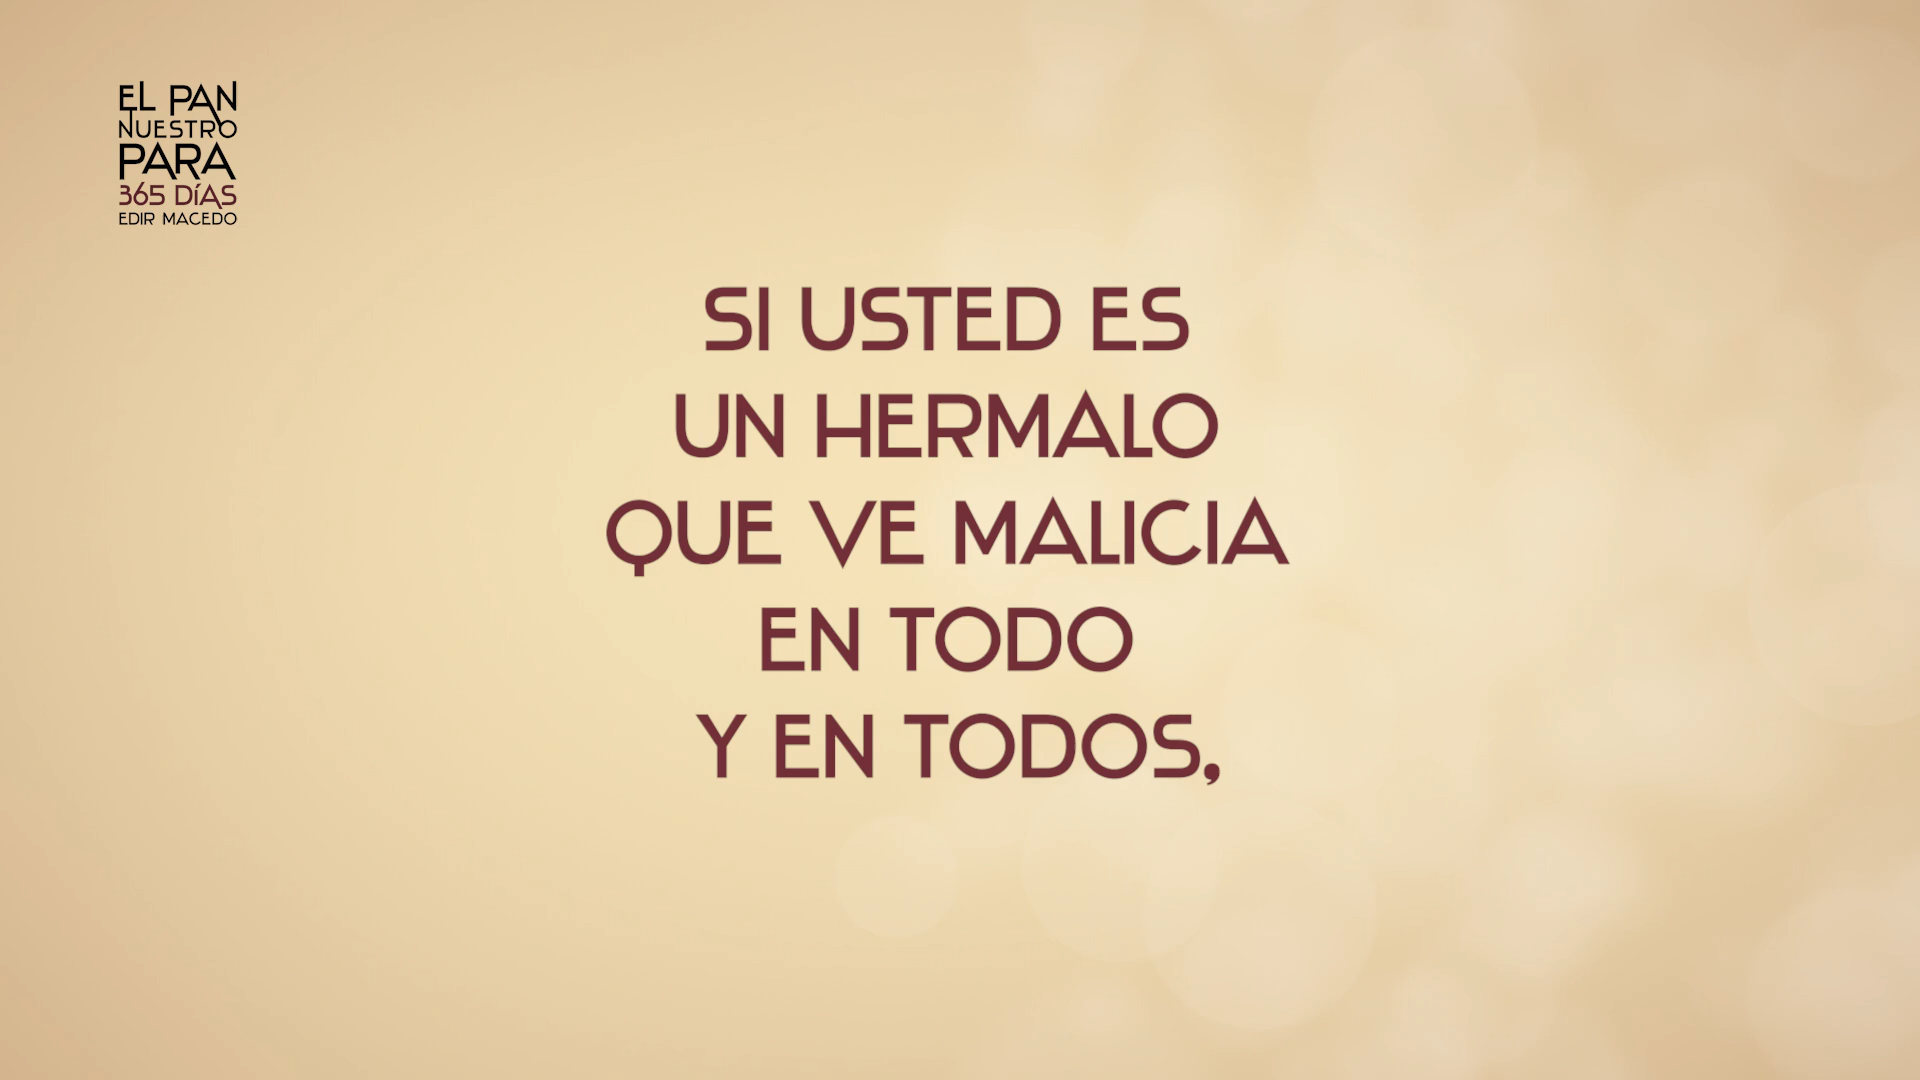 EL PAN
NUESTRO
PARA
365 DÍAS
EDIR MACEDO
SI USTED ES
UN HERMALO
QUE VE MALICIA
EN TODO
Y EN TODOS,